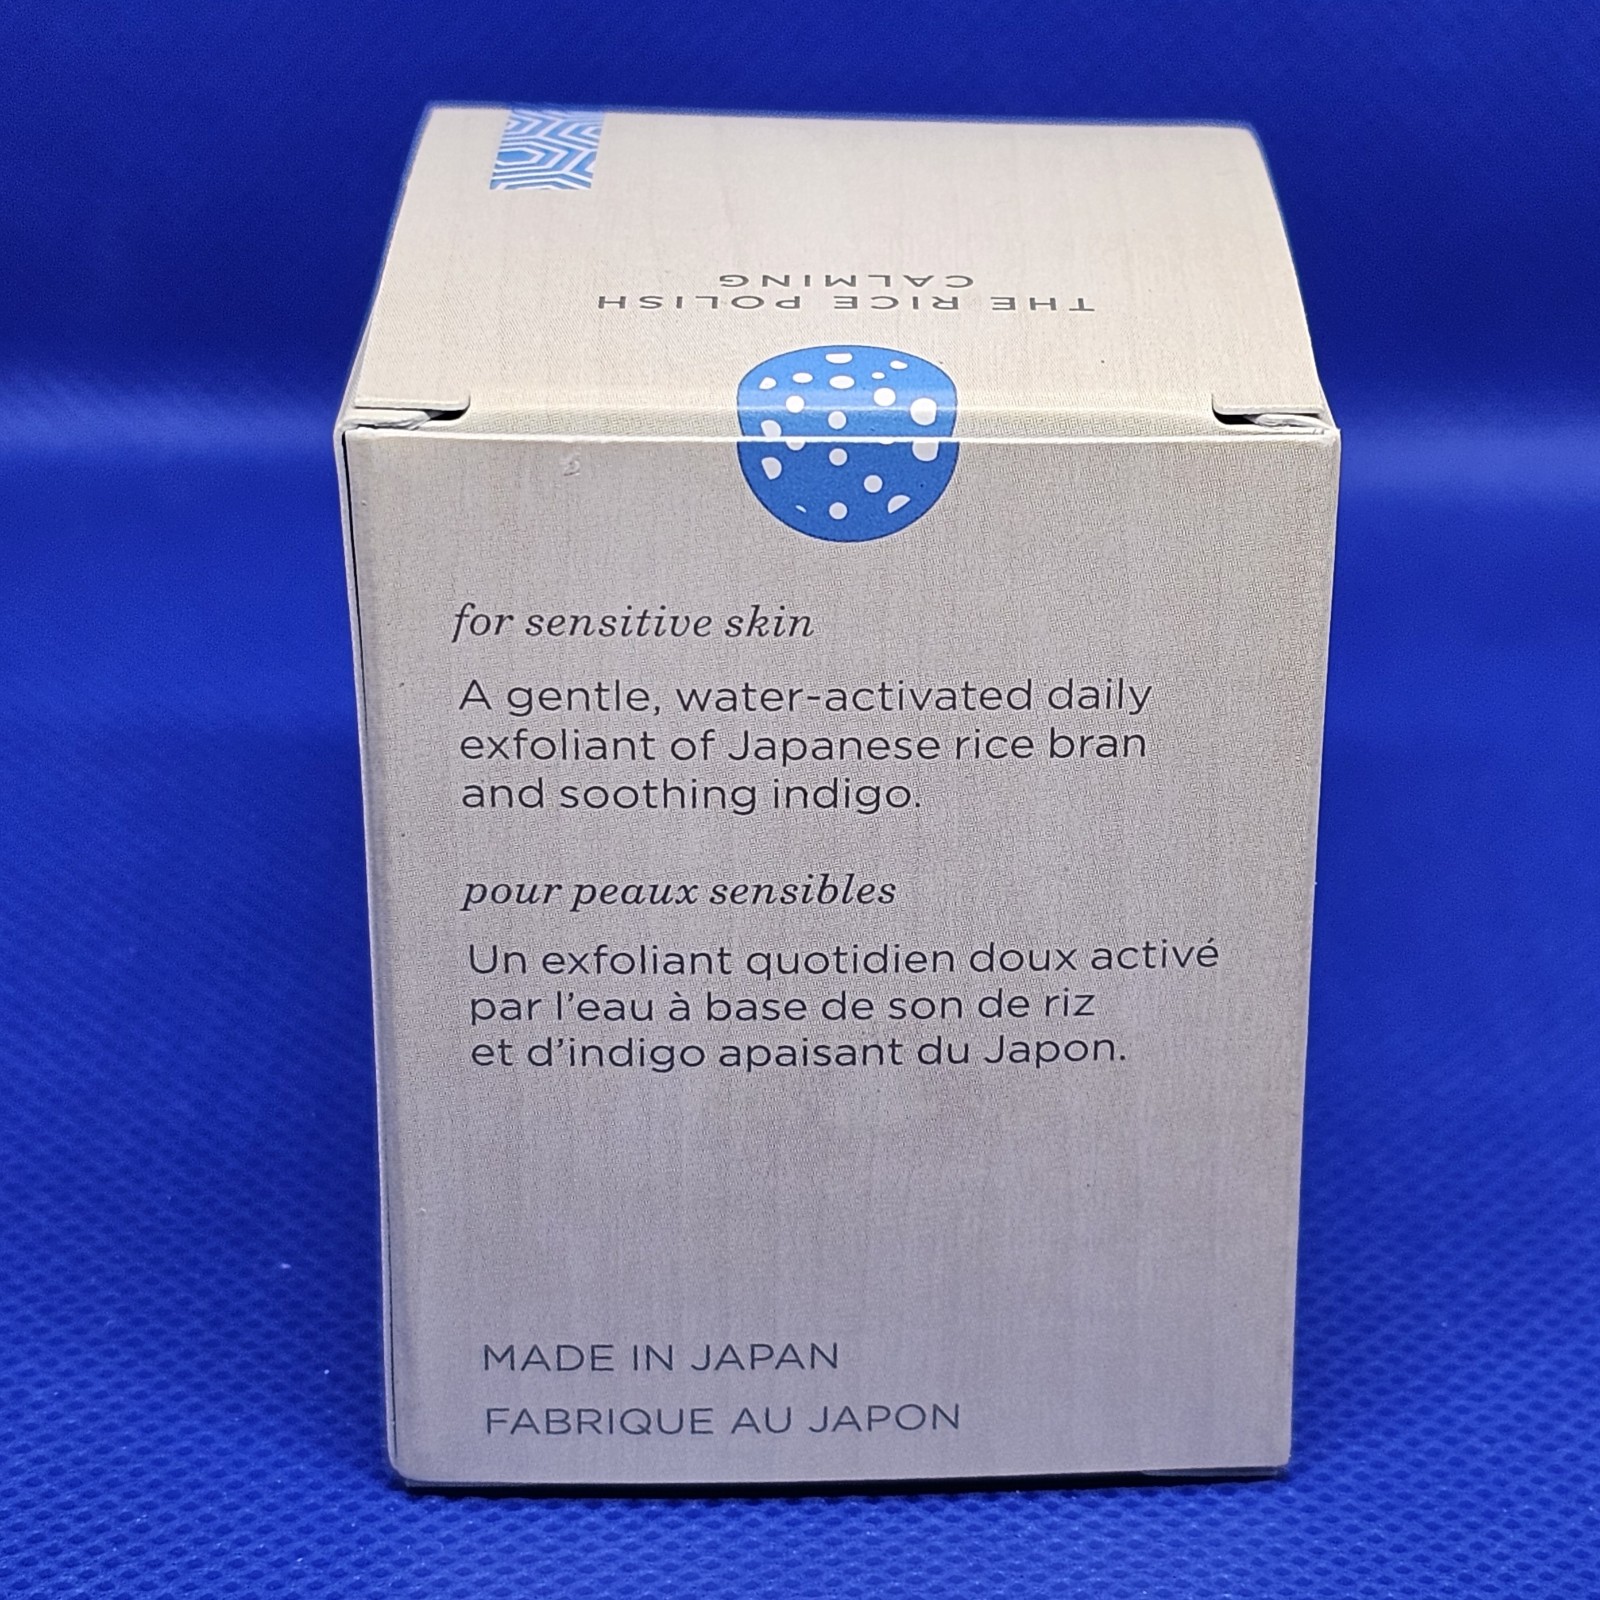 THE RICE POLISH
CALMING
for sensitive skin
A gentle, water-activated daily
exfoliant of Japanese rice bran
and soothing indigo.
pour peaux sensibles
Un exfoliant quotidien doux activé
par l'eau à base de son de riz
et d'indigo apaisant du Japon.
MADE IN JAPAN
FABRIQUE AU JAPON